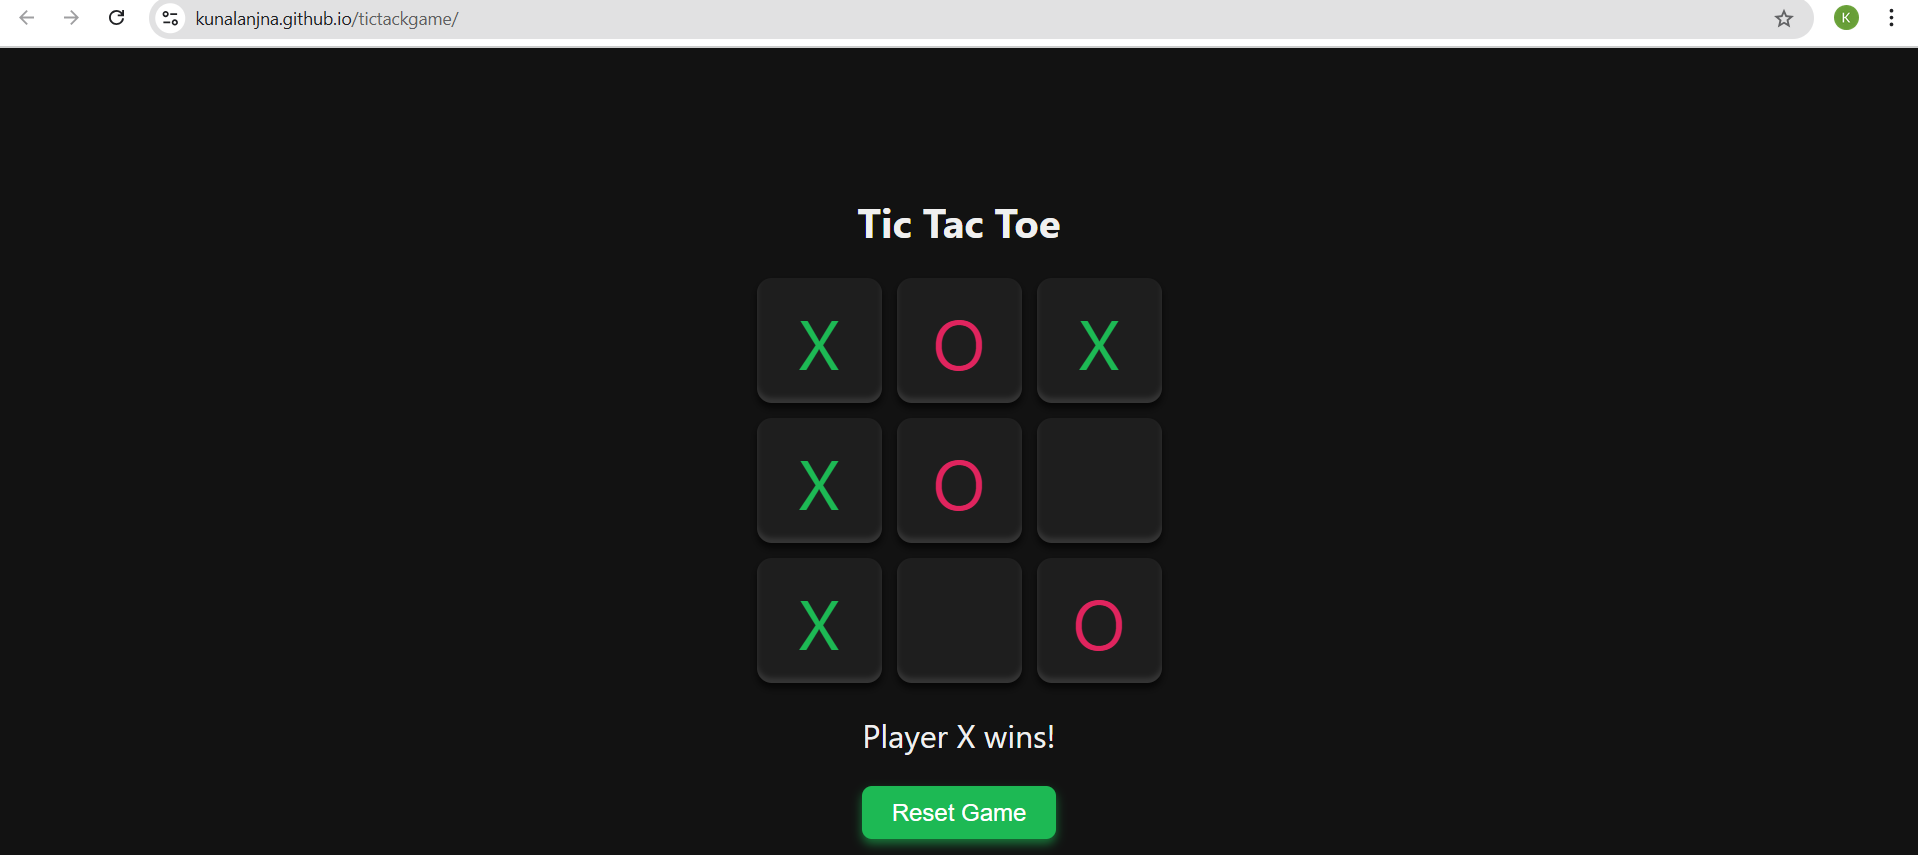 kunalanjna.github.io/tictackgame/
K
Tic Tac Toe
X O X
X O
X O
Player X wins!
Reset Game